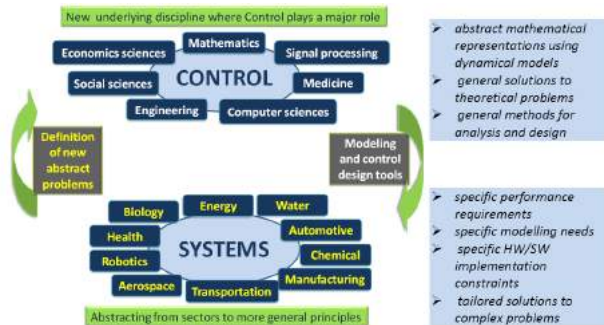 New underlying discipline where Control plays a major role
Mathematics
Economics sciences
Signal processing
CONTROL
Social sciences
Medicine
Engineering
Computer sciences
Definition
of new
abstract
problems
Modeling
and control
design tools
Energy
Water
Biology
Automotive
Health
SYSTEMS
Chemical
Robotics
Manufacturing
Aerospace
Transportation
Abstracting from sectors to more general principles
➢ abstract mathematical
representations using
dynamical models
➢ general solutions to
theoretical problems
➢ general methods for
analysis and design
➢ specific performance
requirements
➢ specific modelling needs
➢ specific HW/SW
implementation
constraints
➢ tailored solutions to
complex problems